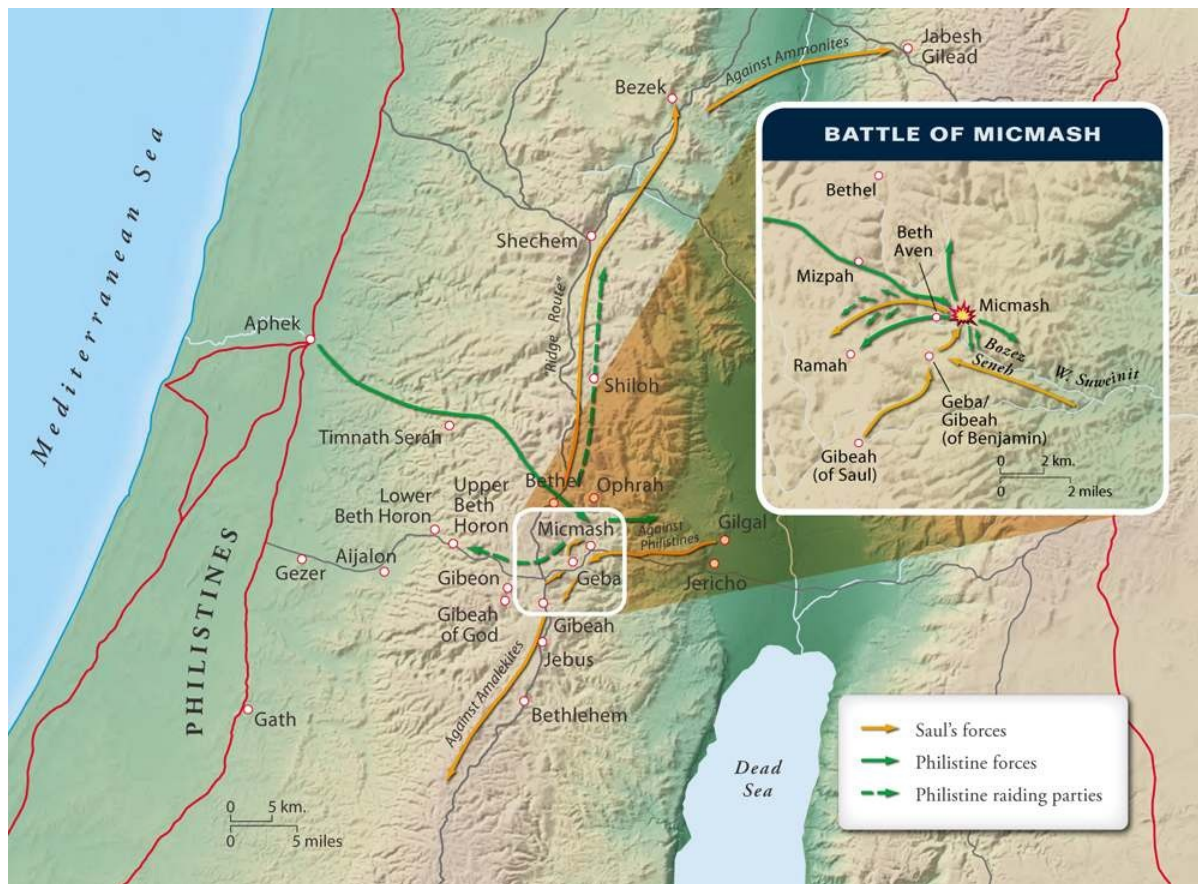 Mediterranean Sea
Against Ammonites
Jabesh
Gilead
Bezek
Shechem
Aphek
"Ridge Route"
Shiloh
Timnath Serah
Bethel
Ophrah
Lower
Beth Horon
Upper
Beth
Horon
Micmash
Against
Philistines
Gilgal
Gezer
Aijalon
Geba
Jericho
Gibeon
Gibeah
of God
Gibeah
Jebus
PHILISTINES
Against Amalekites
Gath
Bethlehem
Dead
Sea
0 5 km.
0 5 miles
BATTLE OF MICMASH
Bethel
Beth
Aven
Mizpah
Micmash
Ramah
Bozez
Seneh
W. Suweinit
Geba/
Gibeah
(of Benjamin)
Gibeah
(of Saul)
0 2 km.
0 2 miles
Saul's forces
Philistine forces
Philistine raiding parties